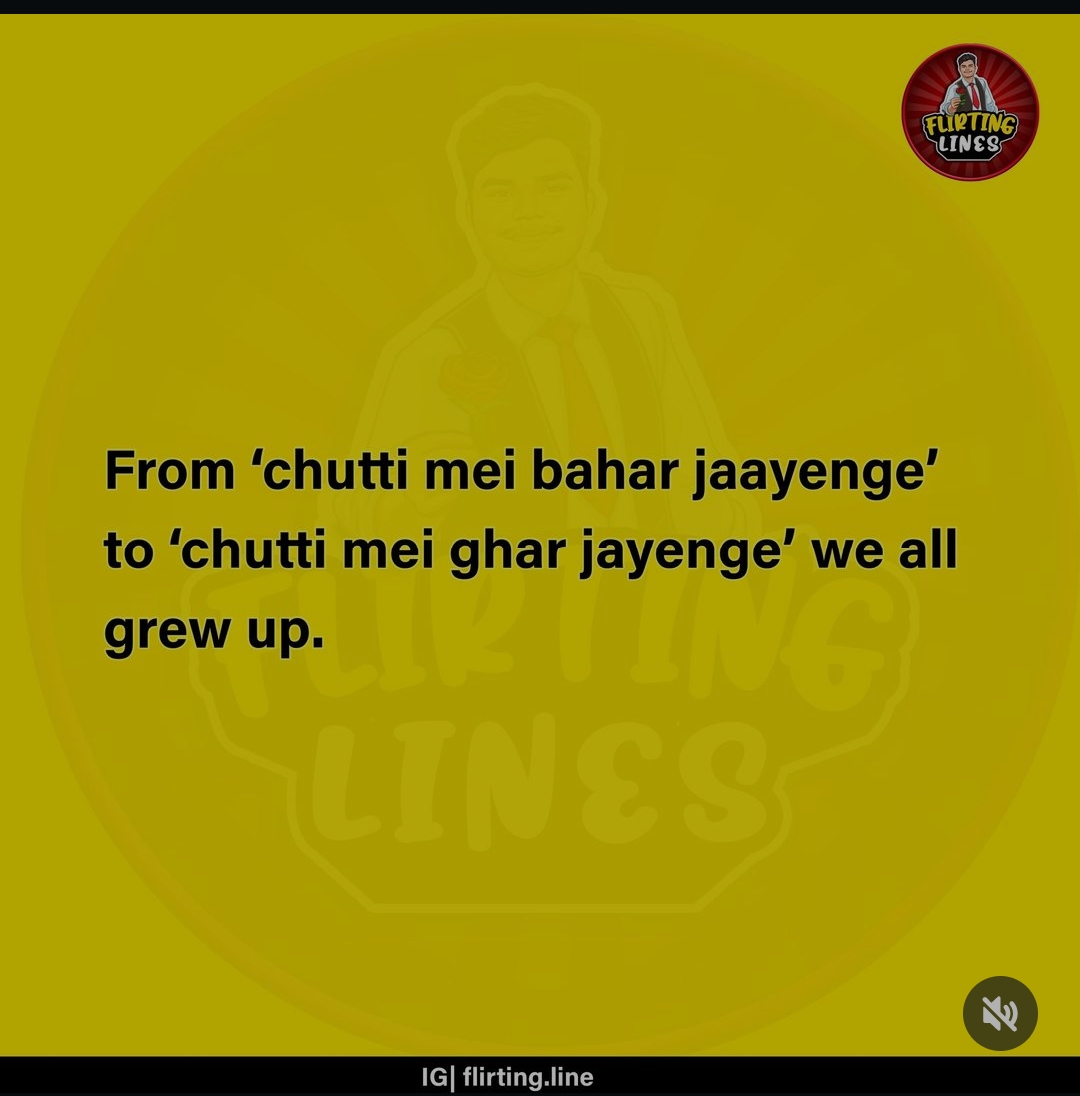 FLIRTING
LINES
From ‘chutti mei bahar jaayenge’
to ‘chutti mei ghar jayenge’ we all
grew up.
FLIRTING
LINES
IG| flirting.line